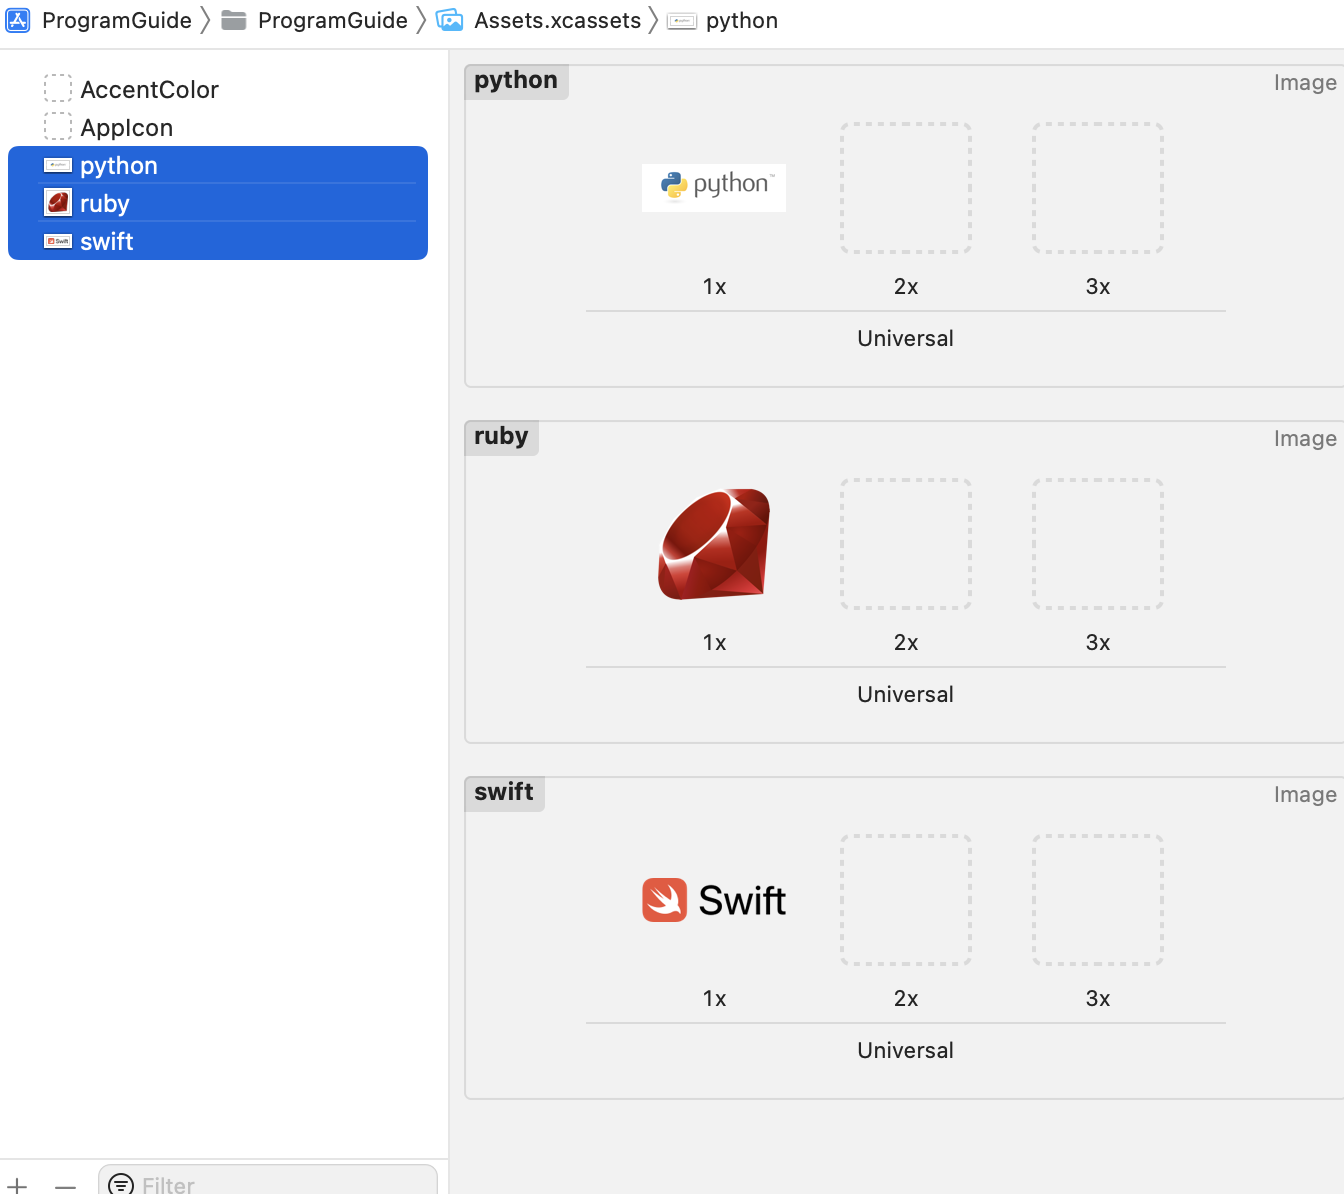 ProgramGuide ProgramGuide Assets.xcassets python
AccentColor
AppIcon
python
ruby
swift
python Image
python™
1x 2x 3x
Universal
ruby Image
1x 2x 3x
Universal
swift Image
Swift
1x 2x 3x
Universal
Filter